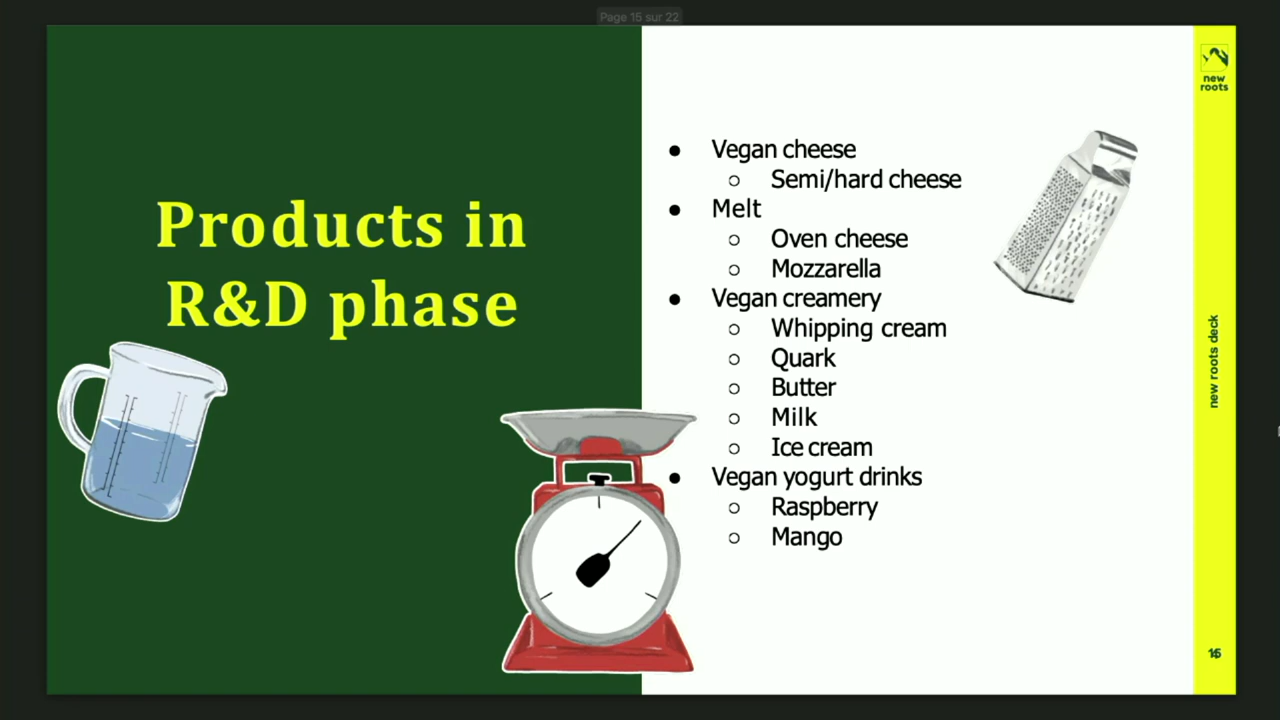 Page 15 sur 22
Products in
R&D phase
● Vegan cheese
○ Semi/hard cheese
● Melt
○ Oven cheese
○ Mozzarella
● Vegan creamery
○ Whipping cream
○ Quark
○ Butter
○ Milk
○ Ice cream
● Vegan yogurt drinks
○ Raspberry
○ Mango
new
roots
new roots deck